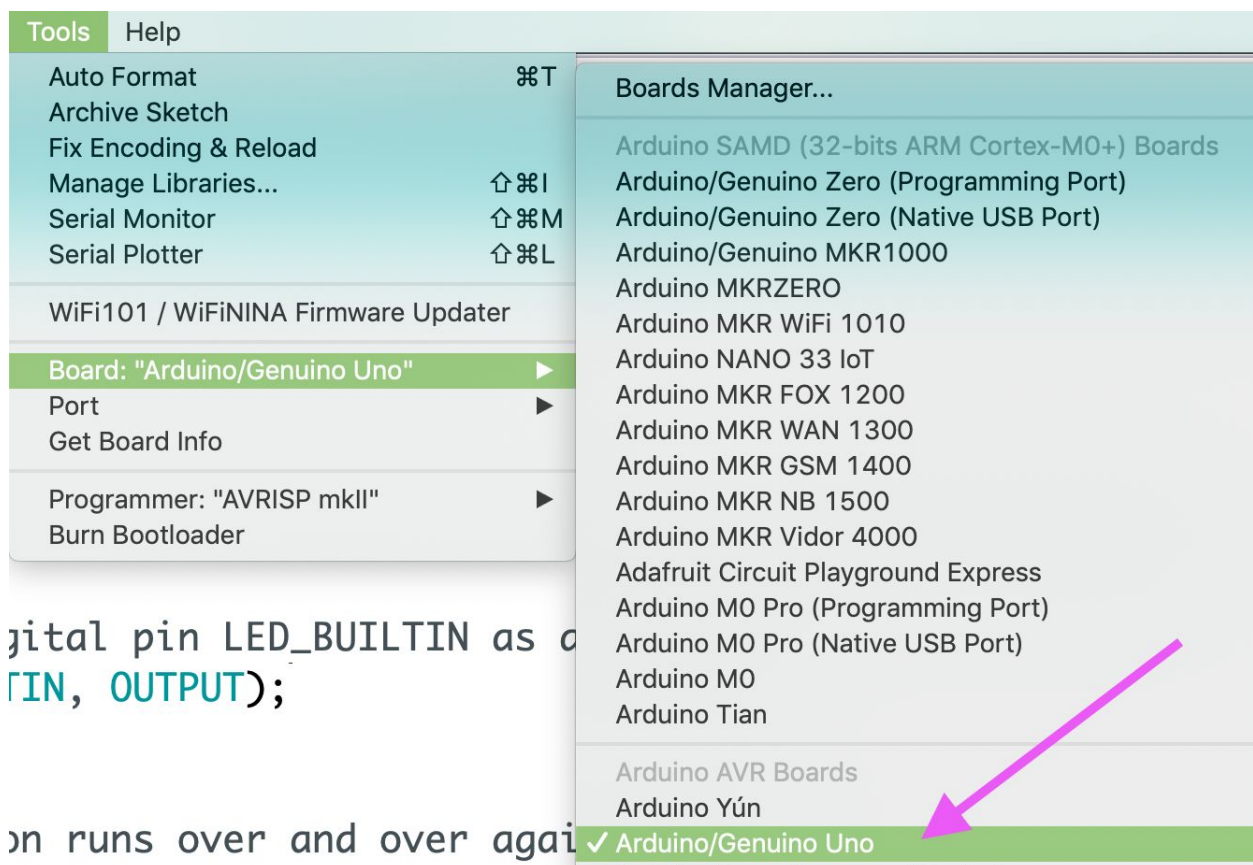 Tools Help
Auto Format ⌘T
Archive Sketch
Fix Encoding & Reload
Manage Libraries... ⇧⌘I
Serial Monitor ⇧⌘M
Serial Plotter ⇧⌘L
WiFi101 / WiFiNINA Firmware Updater
Board: "Arduino/Genuino Uno" ▶
Port ▶
Get Board Info
Programmer: "AVRISP mkII" ▶
Burn Bootloader
Boards Manager...
Arduino SAMD (32-bits ARM Cortex-M0+) Boards
Arduino/Genuino Zero (Programming Port)
Arduino/Genuino Zero (Native USB Port)
Arduino/Genuino MKR1000
Arduino MKRZERO
Arduino MKR WiFi 1010
Arduino NANO 33 IoT
Arduino MKR FOX 1200
Arduino MKR WAN 1300
Arduino MKR GSM 1400
Arduino MKR NB 1500
Arduino MKR Vidor 4000
Adafruit Circuit Playground Express
Arduino M0 Pro (Programming Port)
Arduino M0 Pro (Native USB Port)
Arduino M0
Arduino Tian
Arduino AVR Boards
Arduino Yún
✓ Arduino/Genuino Uno
gital pin LED_BUILTIN as a
TIN, OUTPUT);
on runs over and over agai